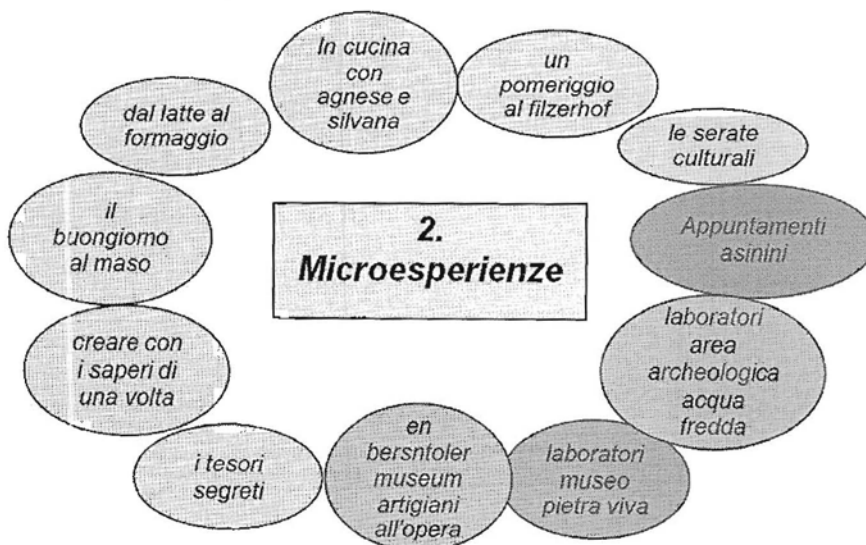 In cucina
con
agnese e
silvana
un
pomeriggio
al filzerhof
le serate
culturali
Appuntamenti
asinini
laboratori
area
archeologica
acqua
fredda
laboratori
museo
pietra viva
en
bersntoler
museum
artigiani
all'opera
i tesori
segreti
creare con
i saperi di
una volta
il
buongiorno
al maso
dal latte al
formaggio
2.
Microesperienze